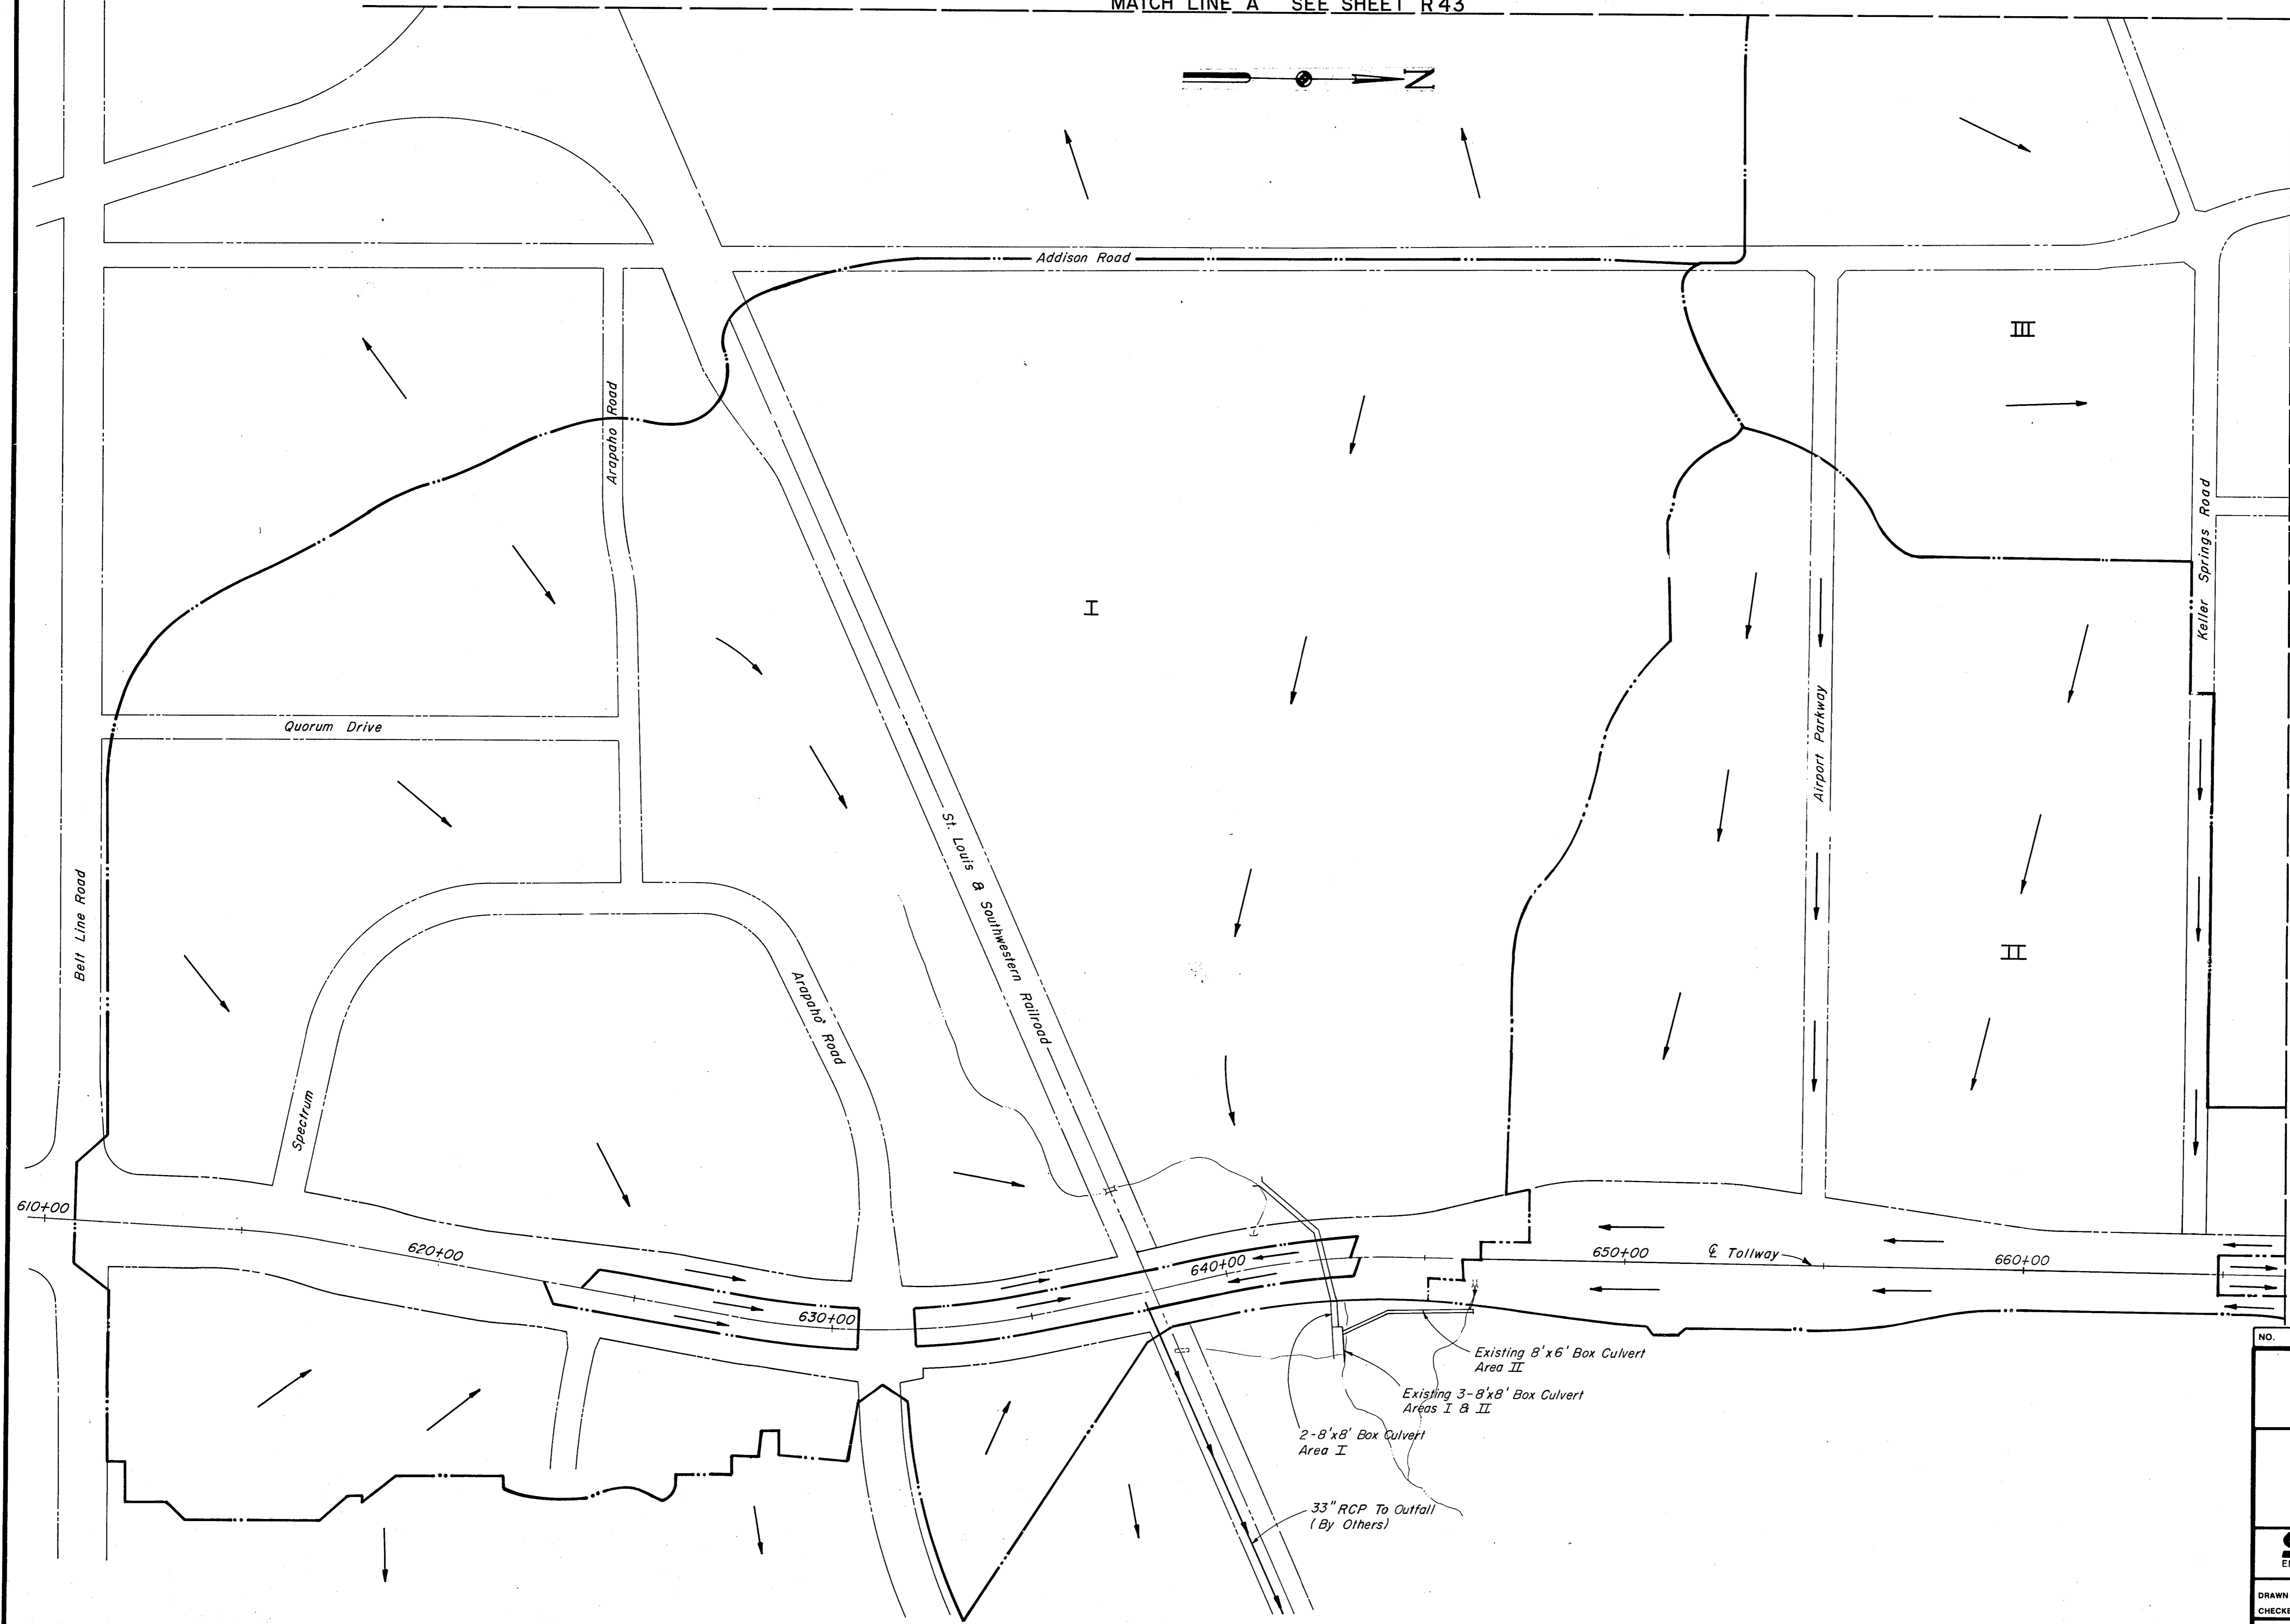 MATCH LINE A SEE SHEET R43
N
Addison Road
III
Arapaho Road
Keller Springs Road
I
Airport Parkway
Quorum Drive
St. Louis & Southwestern Railroad
Belt Line Road
II
Arapaho Road
Spectrum
610+00
620+00
630+00
640+00
650+00
℄ Tollway
660+00
Existing 8'x6' Box Culvert
Area II
Existing 3-8'x8' Box Culvert
Areas I & II
2-8'x8' Box Culvert
Area I
33" RCP To Outfall
(By Others)
NO.
DRAWN